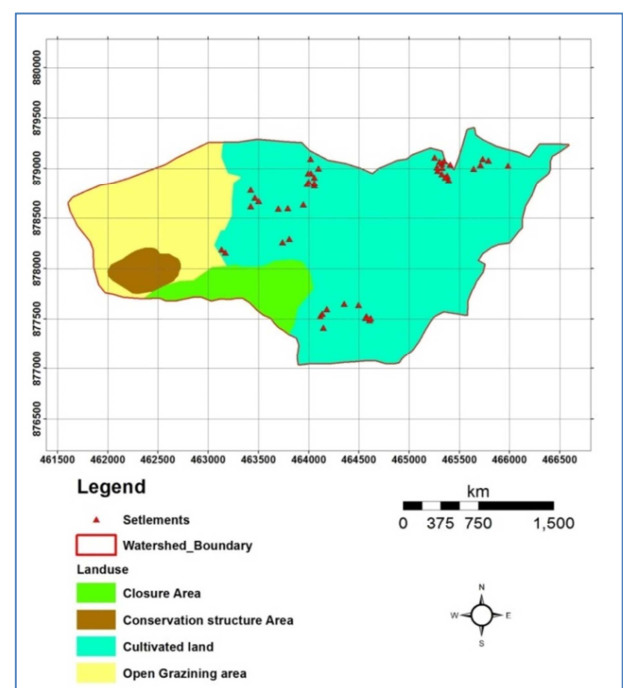 880000
879500
879000
878500
878000
877500
877000
876500
461500 462000 462500 463000 463500 464000 464500 465000 465500 466000 466500
Legend
Setlements
Watershed_Boundary
Landuse
Closure Area
Conservation structure Area
Cultivated land
Open Grazining area
km
0 375 750 1,500
N
W E
S